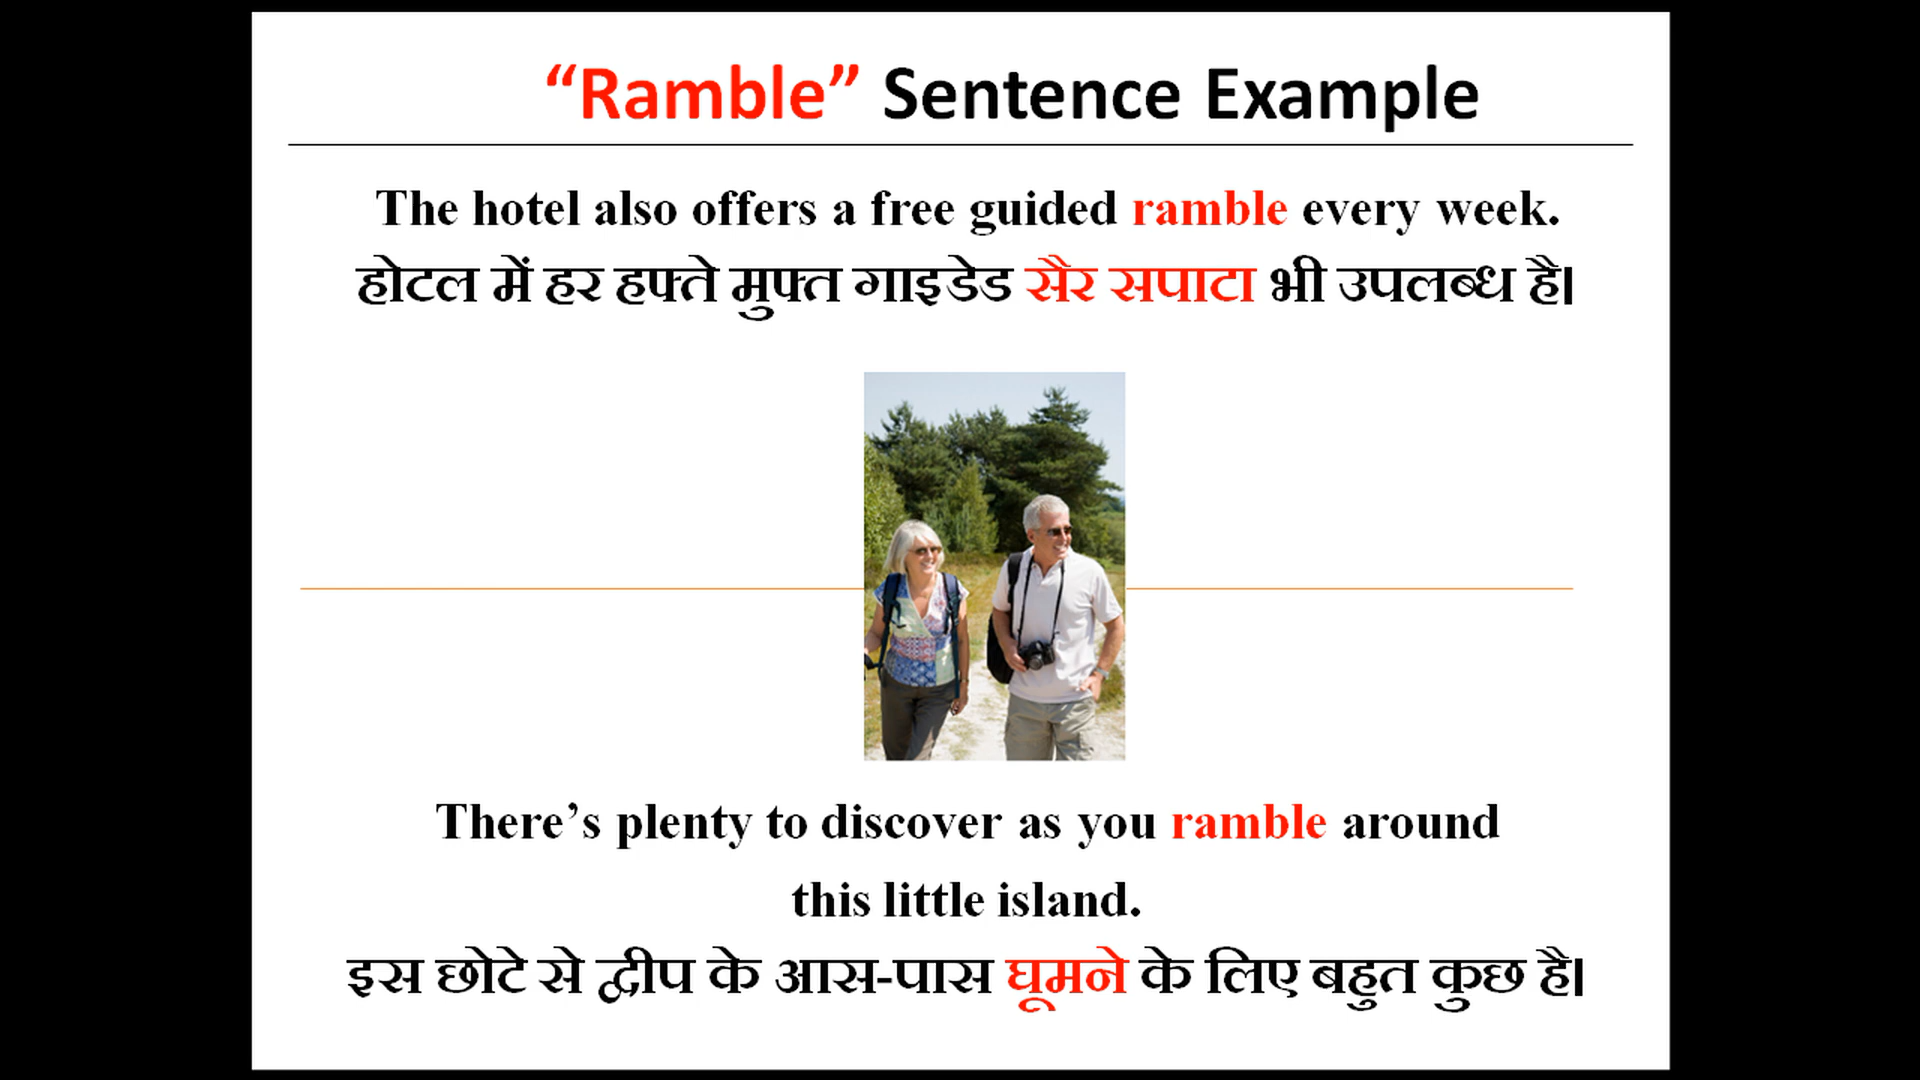 “Ramble” Sentence Example
The hotel also offers a free guided ramble every week.
होटल में हर हफ्ते मुफ्त गाइडेड सैर सपाटा भी उपलब्ध है।
There’s plenty to discover as you ramble around
this little island.
इस छोटे से द्वीप के आस-पास घूमने के लिए बहुत कुछ है।